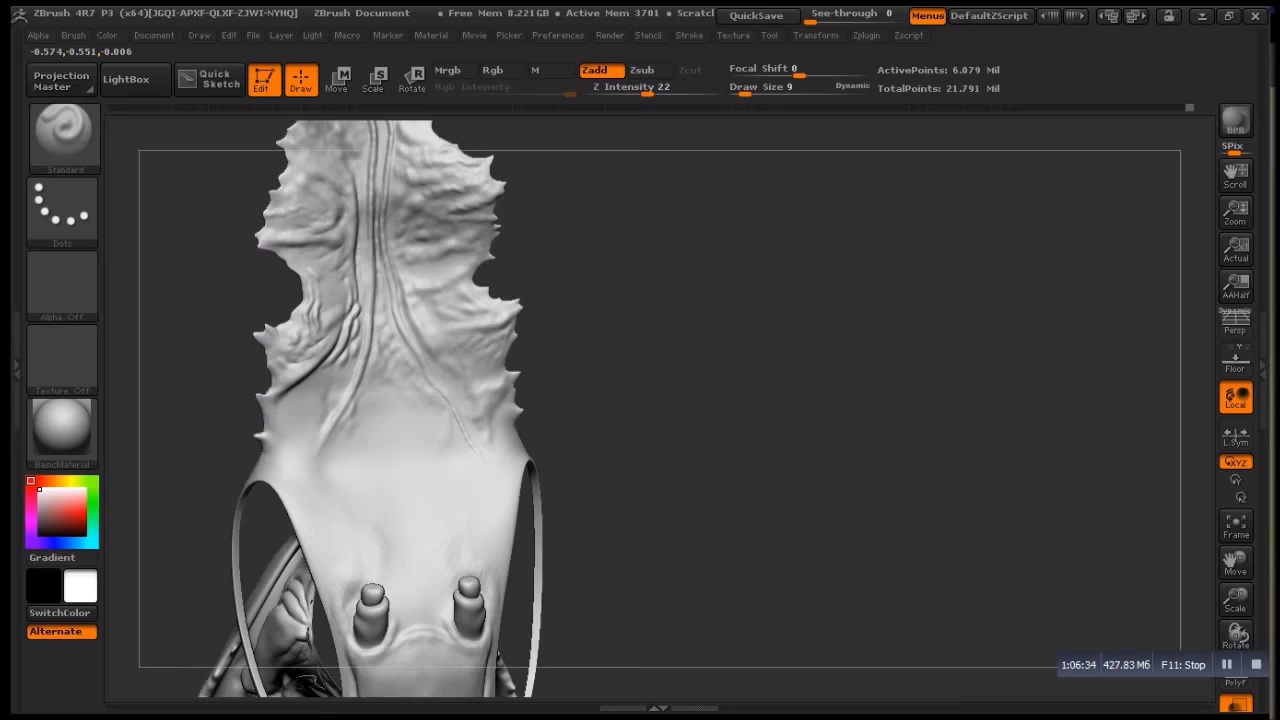 ZBrush 4R7 P3 (x64)[JGQI-APXF-QLXF-ZJWI-NYHQ] ZBrush Document • Free Mem 8.221GB • Active Mem 3701 • Scratcl QuickSave See-through 0 Menus DefaultZScript
Alpha Brush Color Document Draw Edit File Layer Light Macro Marker Material Movie Picker Preferences Render Stencil Stroke Texture Tool Transform Zplugin Zscript
-0.574,-0.551,-0.006
Projection Master
LightBox
Quick Sketch
Edit
Draw
Move
Scale
Rotate
Mrgb Rgb M
Rgb Intensity
Zadd Zsub Zcut
Z Intensity 22
Focal Shift 0
Draw Size 9 Dynamic
ActivePoints: 6.079 Mil
TotalPoints: 21.791 Mil
Standard
Dots
Alpha Off
Texture Off
BasicMaterial
Gradient
SwitchColor
Alternate
BPR
SPix
Scroll
Zoom
Actual
AAHalf
Dynamic
Persp
Floor
Local
L.Sym
XYZ
Frame
Move
Scale
Rotate
1:06:34 427.83 Мб F11: Stop
PolyF